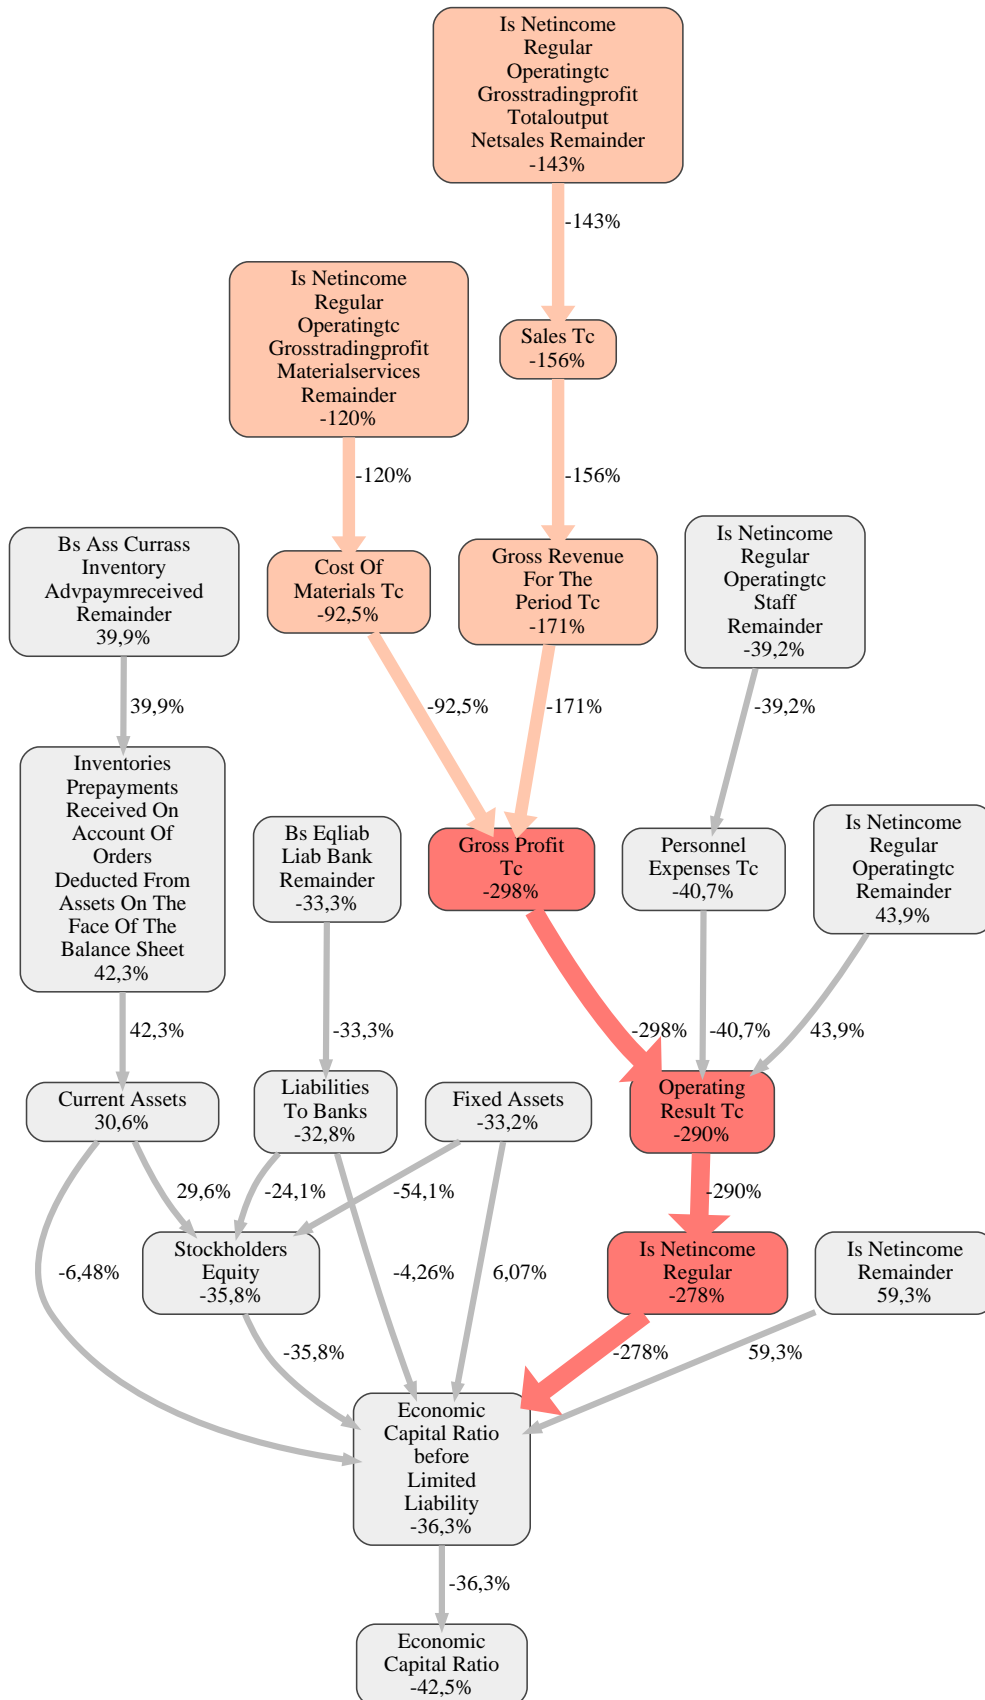 Is Netincome
Regular
Operatingtc
Grosstradingprofit
Totaloutput
Netsales Remainder
-143%
-143%
Is Netincome
Regular
Operatingtc
Grosstradingprofit
Materialservices
Remainder
-120%
Sales Tc
-156%
-120%
-156%
Bs Ass Currass
Inventory
Advpaymreceived
Remainder
39,9%
Cost Of
Materials Tc
-92,5%
Gross Revenue
For The
Period Tc
-171%
Is Netincome
Regular
Operatingtc
Staff
Remainder
-39,2%
39,9%
-92,5%
-171%
-39,2%
Inventories
Prepayments
Received On
Account Of
Orders
Deducted From
Assets On The
Face Of The
Balance Sheet
42,3%
Bs Eqliab
Liab Bank
Remainder
-33,3%
Gross Profit
Tc
-298%
Personnel
Expenses Tc
-40,7%
Is Netincome
Regular
Operatingtc
Remainder
43,9%
42,3%
-33,3%
-298%
-40,7%
43,9%
Current Assets
30,6%
Liabilities
To Banks
-32,8%
Fixed Assets
-33,2%
Operating
Result Tc
-290%
29,6%
-24,1%
-54,1%
-290%
Stockholders
Equity
-35,8%
Is Netincome
Regular
-278%
Is Netincome
Remainder
59,3%
-6,48%
-4,26%
6,07%
-35,8%
-278%
59,3%
Economic
Capital Ratio
before
Limited
Liability
-36,3%
-36,3%
Economic
Capital Ratio
-42,5%